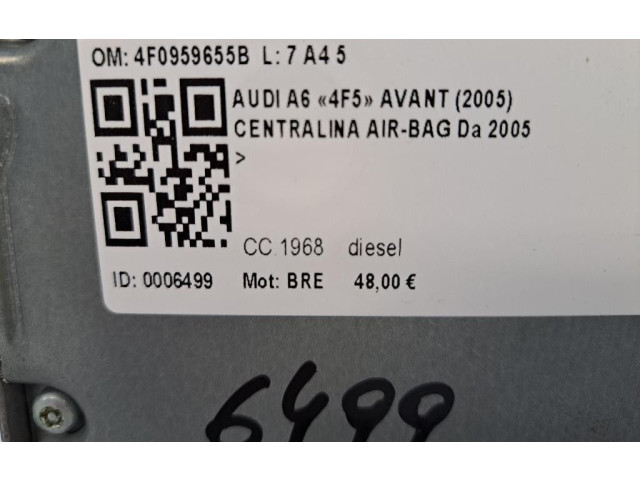 OM: 4F0959655B L: 7 A4 5
AUDI A6 «4F5» AVANT (2005)
CENTRALINA AIR-BAG Da 2005
>
CC.1968 diesel
ID: 0006499 Mot: BRE 48,00 €
6499